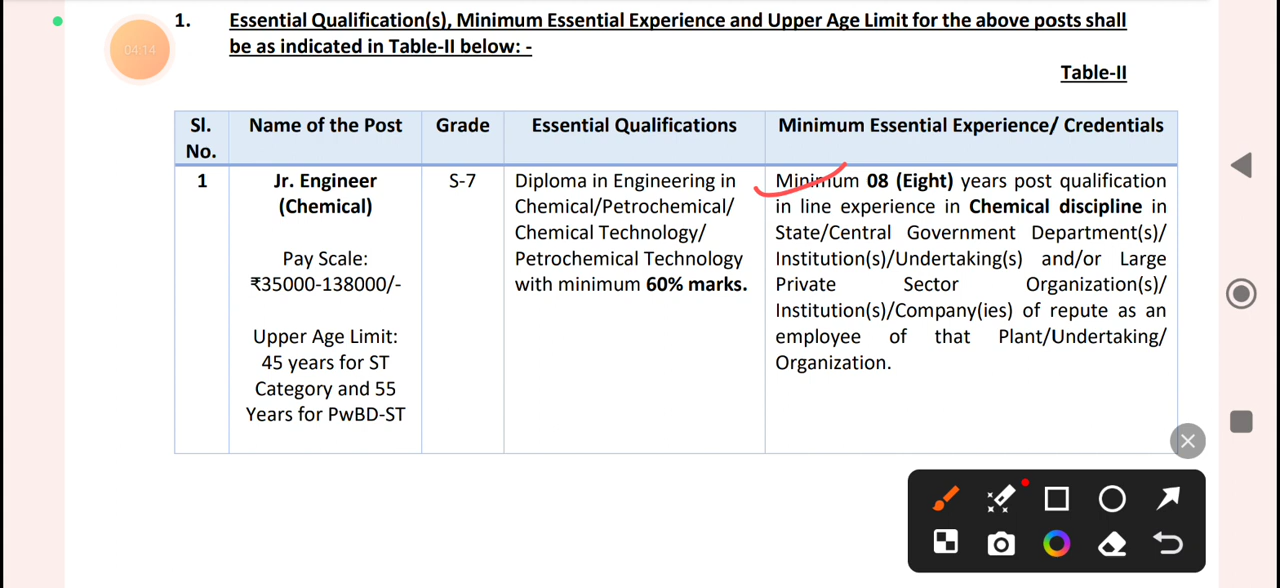 1. Essential Qualification(s), Minimum Essential Experience and Upper Age Limit for the above posts shall
be as indicated in Table-II below: -
04:14
Table-II
Sl. No. Name of the Post Grade Essential Qualifications Minimum Essential Experience/ Credentials
1
Jr. Engineer
(Chemical)
Pay Scale:
₹35000-138000/-
Upper Age Limit:
45 years for ST
Category and 55
Years for PwBD-ST
S-7
Diploma in Engineering in
Chemical/Petrochemical/
Chemical Technology/
Petrochemical Technology
with minimum 60% marks.
Minimum 08 (Eight) years post qualification
in line experience in Chemical discipline in
State/Central Government Department(s)/
Institution(s)/Undertaking(s) and/or Large
Private Sector Organization(s)/
Institution(s)/Company(ies) of repute as an
employee of that Plant/Undertaking/
Organization.